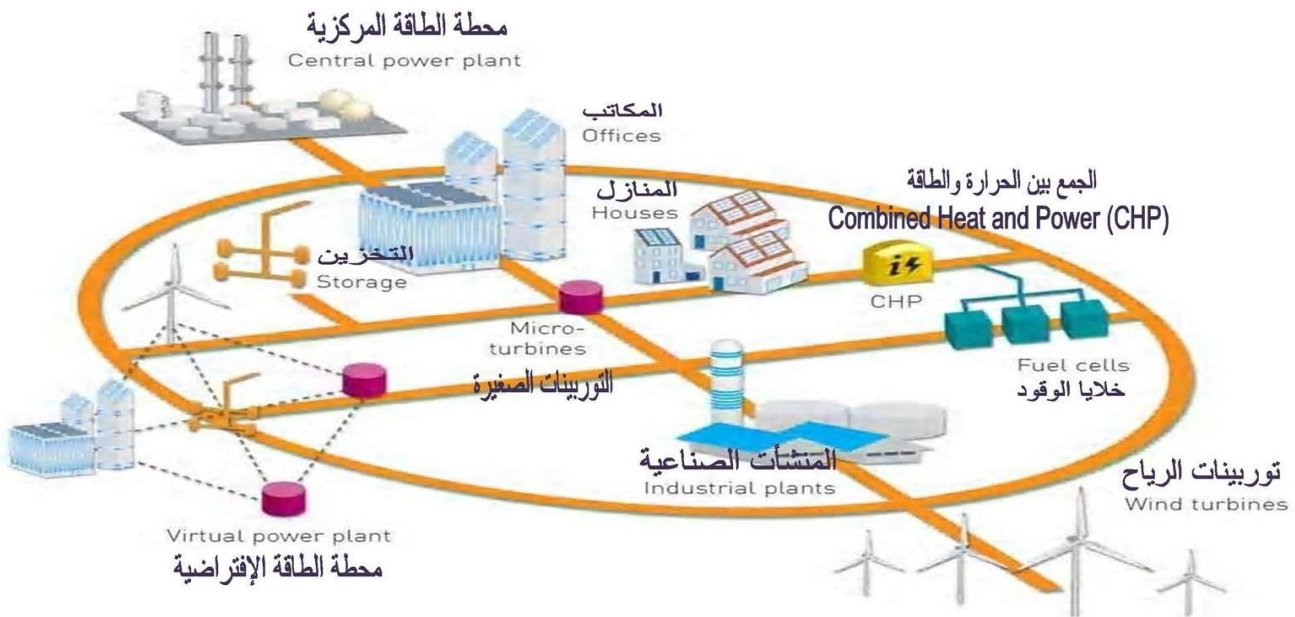 محطة الطاقة المركزية
Central power plant
المكاتب
Offices
المنازل
Houses
الجمع بين الحرارة والطاقة
Combined Heat and Power (CHP)
التخزين
Storage
CHP
Micro-
turbines
التوربينات الصغيرة
Fuel cells
خلايا الوقود
المنشأت الصناعية
Industrial plants
توربينات الرياح
Wind turbines
Virtual power plant
محطة الطاقة الإفتراضية